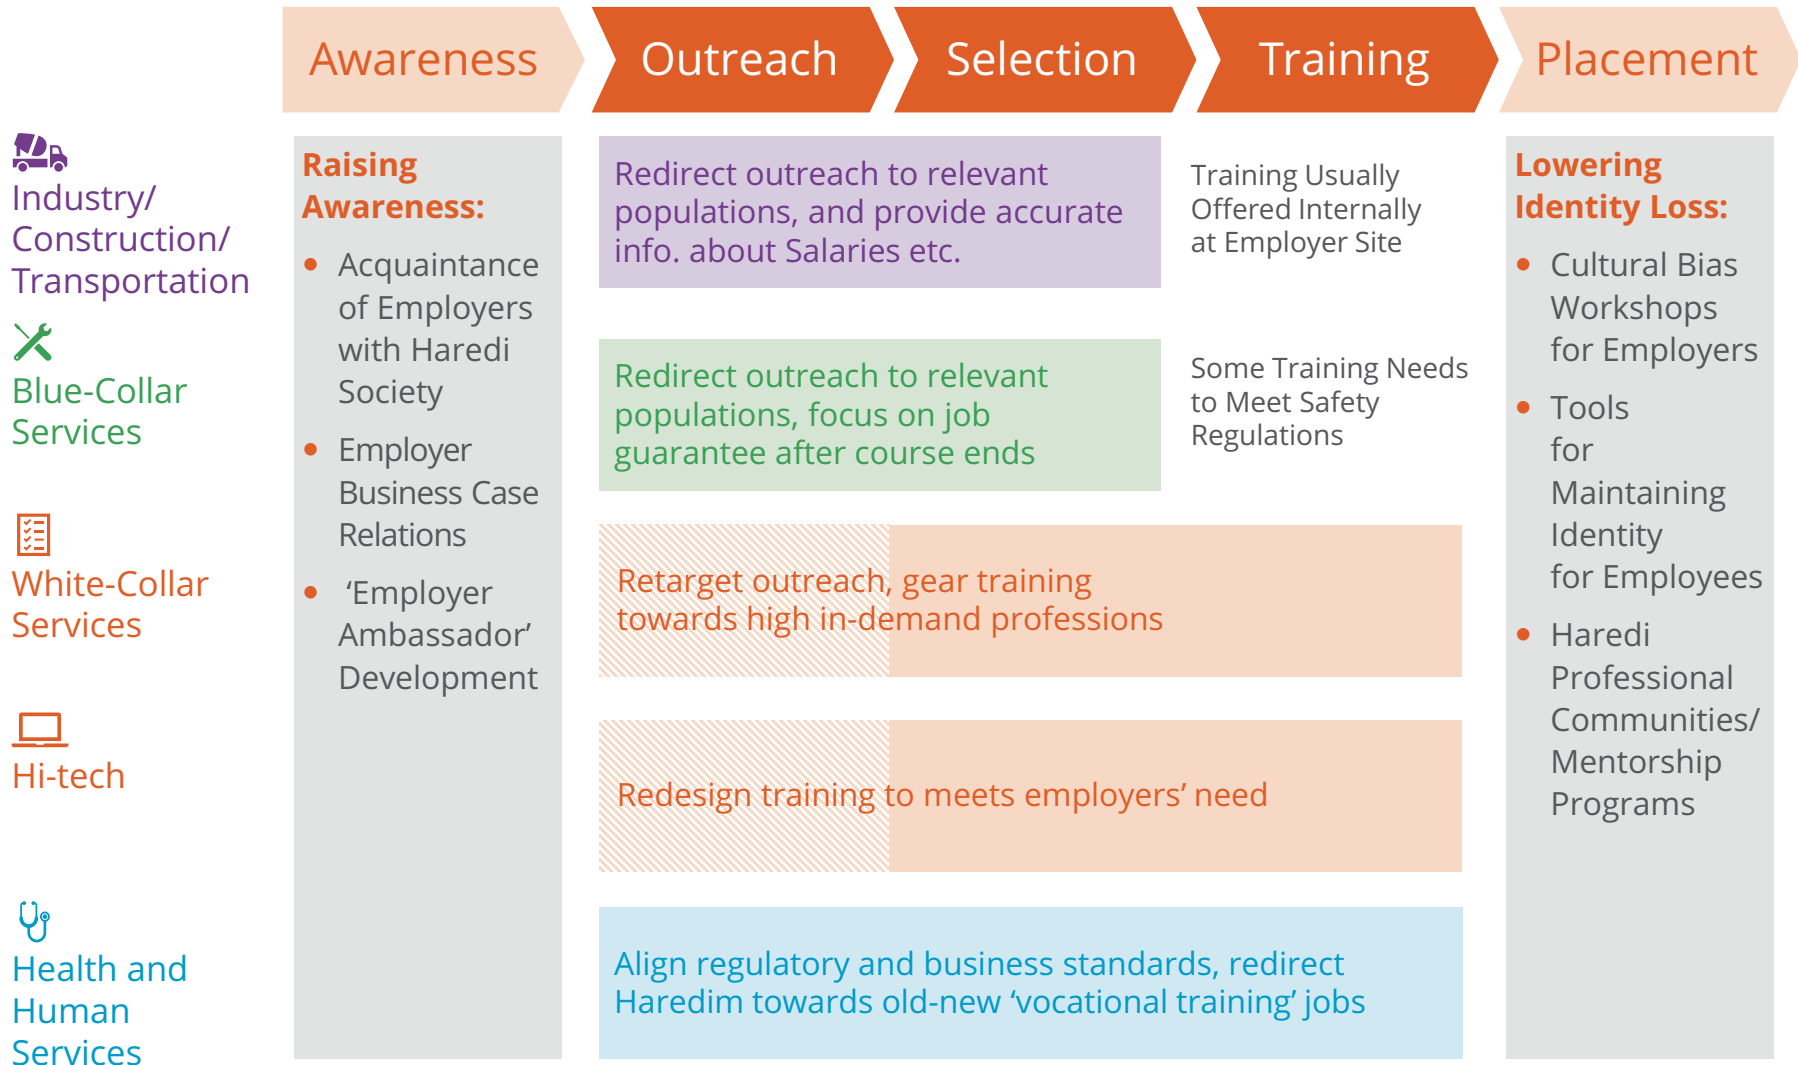 Awareness
Outreach
Selection
Training
Placement
Industry/
Construction/
Transportation
Blue-Collar
Services
White-Collar
Services
Hi-tech
Health and
Human
Services
Raising
Awareness:
• Acquaintance
of Employers
with Haredi
Society
• Employer
Business Case
Relations
• ‘Employer
Ambassador’
Development
Redirect outreach to relevant
populations, and provide accurate
info. about Salaries etc.
Training Usually
Offered Internally
at Employer Site
Redirect outreach to relevant
populations, focus on job
guarantee after course ends
Some Training Needs
to Meet Safety
Regulations
Retarget outreach, gear training
towards high in-demand professions
Redesign training to meets employers’ need
Align regulatory and business standards, redirect
Haredim towards old-new ‘vocational training’ jobs
Lowering
Identity Loss:
• Cultural Bias
Workshops
for Employers
• Tools
for
Maintaining
Identity
for Employees
• Haredi
Professional
Communities/
Mentorship
Programs